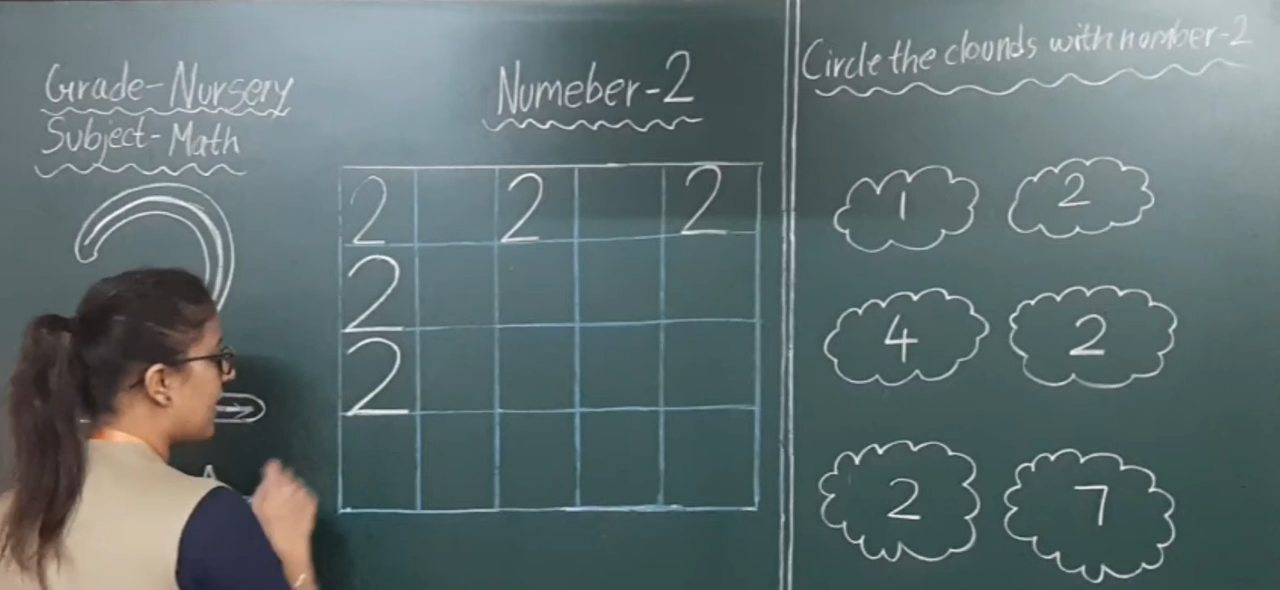 Grade-Nursery
Subject-Math
Numeber-2
2 2 2
2
2
Circle the clounds with nomber-2
1 2
4 2
2 7